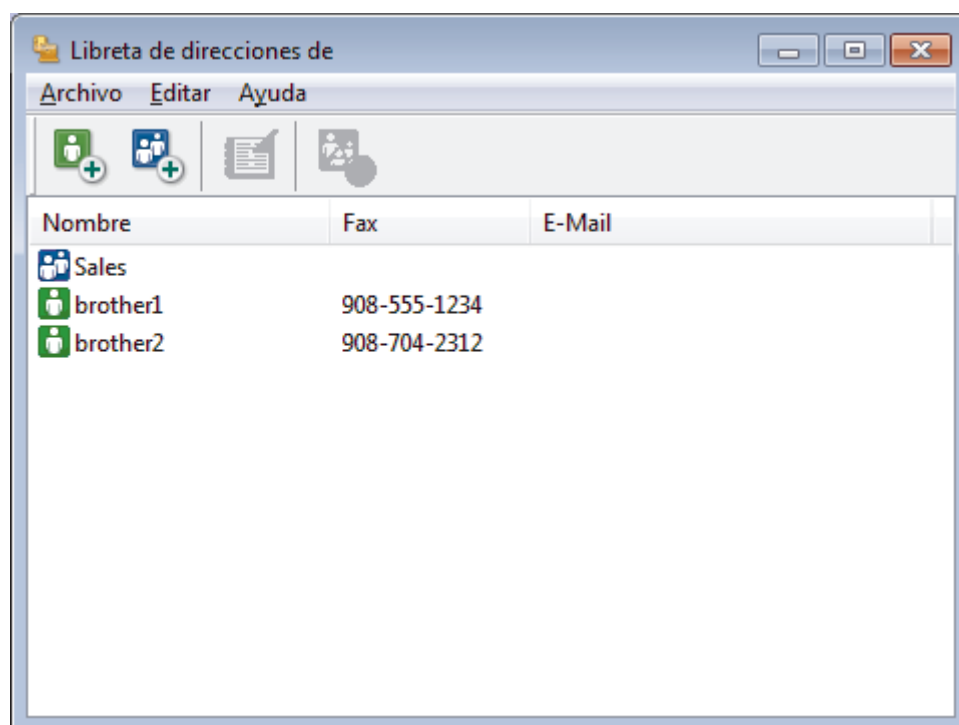 Libreta de direcciones de
Archivo Editar Ayuda
Nombre Fax E-Mail
Sales
brother1 908-555-1234
brother2 908-704-2312